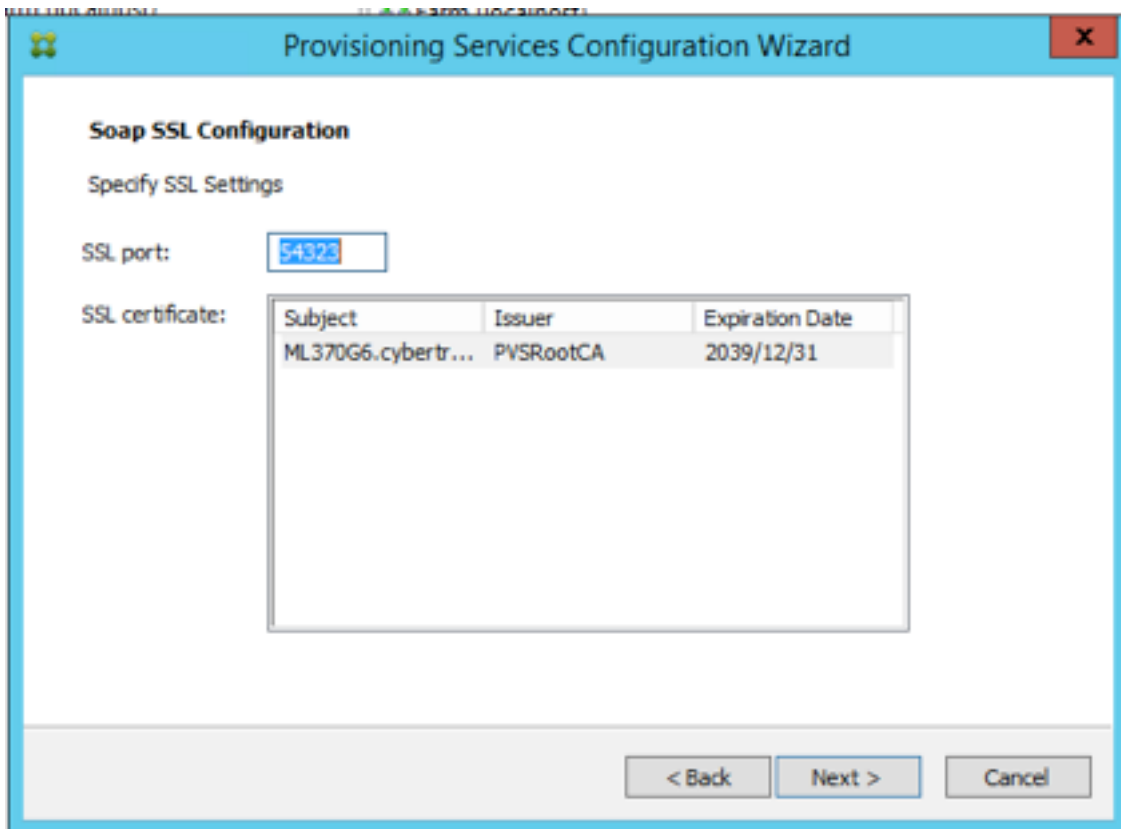 Provisioning Services Configuration Wizard
x
Soap SSL Configuration
Specify SSL Settings
SSL port: 54323
SSL certificate: Subject Issuer Expiration Date
ML370G6.cybertr... PVSRootCA 2039/12/31
< Back Next > Cancel